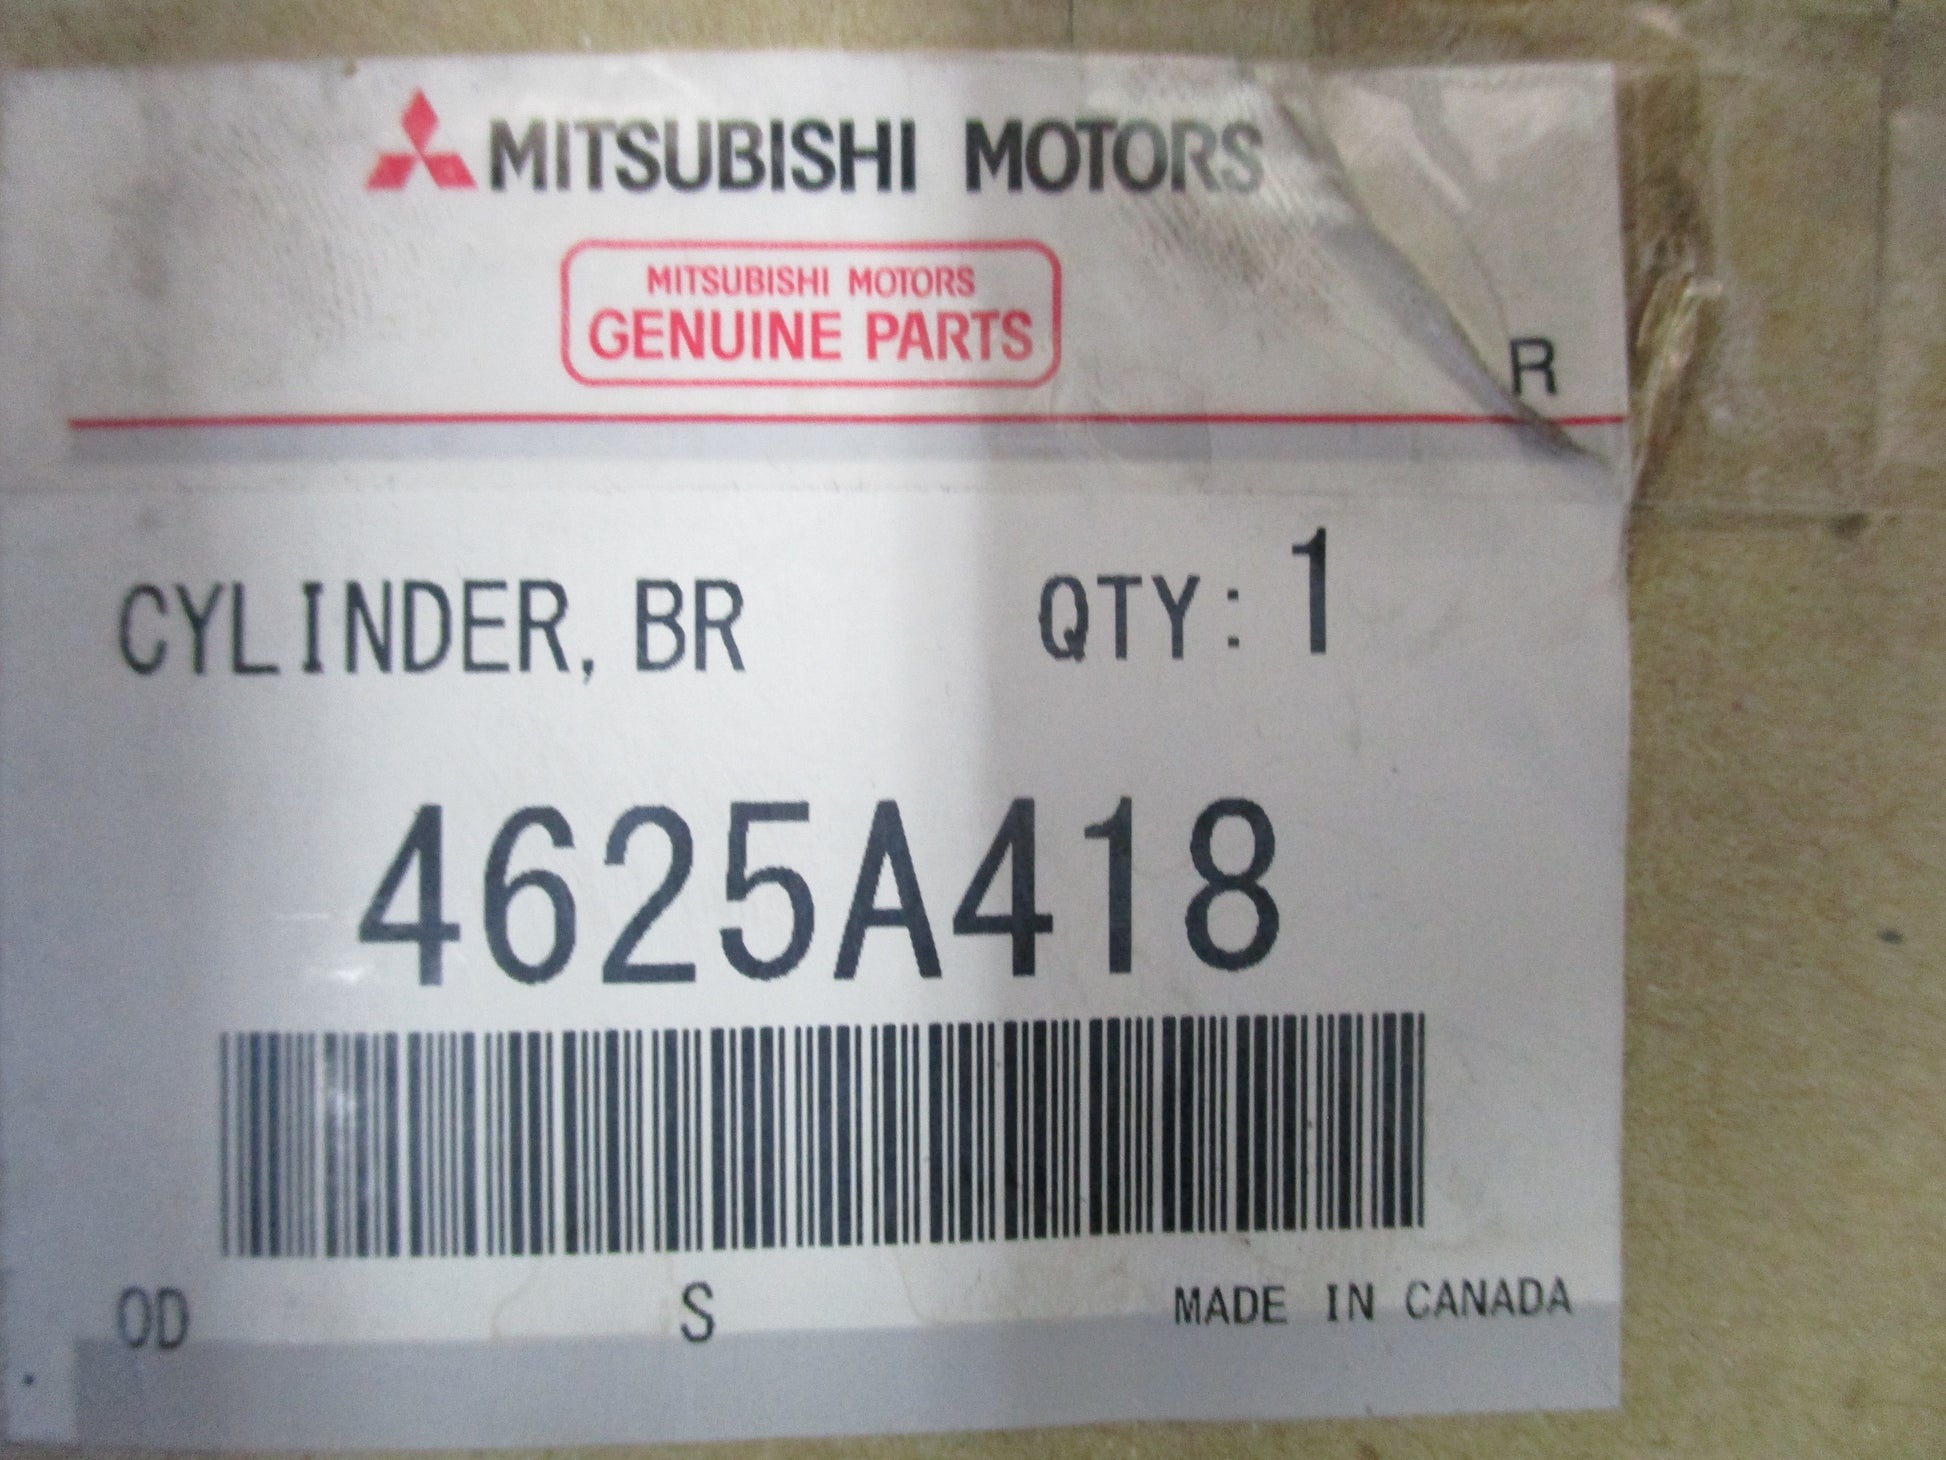 MITSUBISHI MOTORS
MITSUBISHI MOTORS
GENUINE PARTS
R
CYLINDER, BR QTY: 1
4625A418
OD S MADE IN CANADA